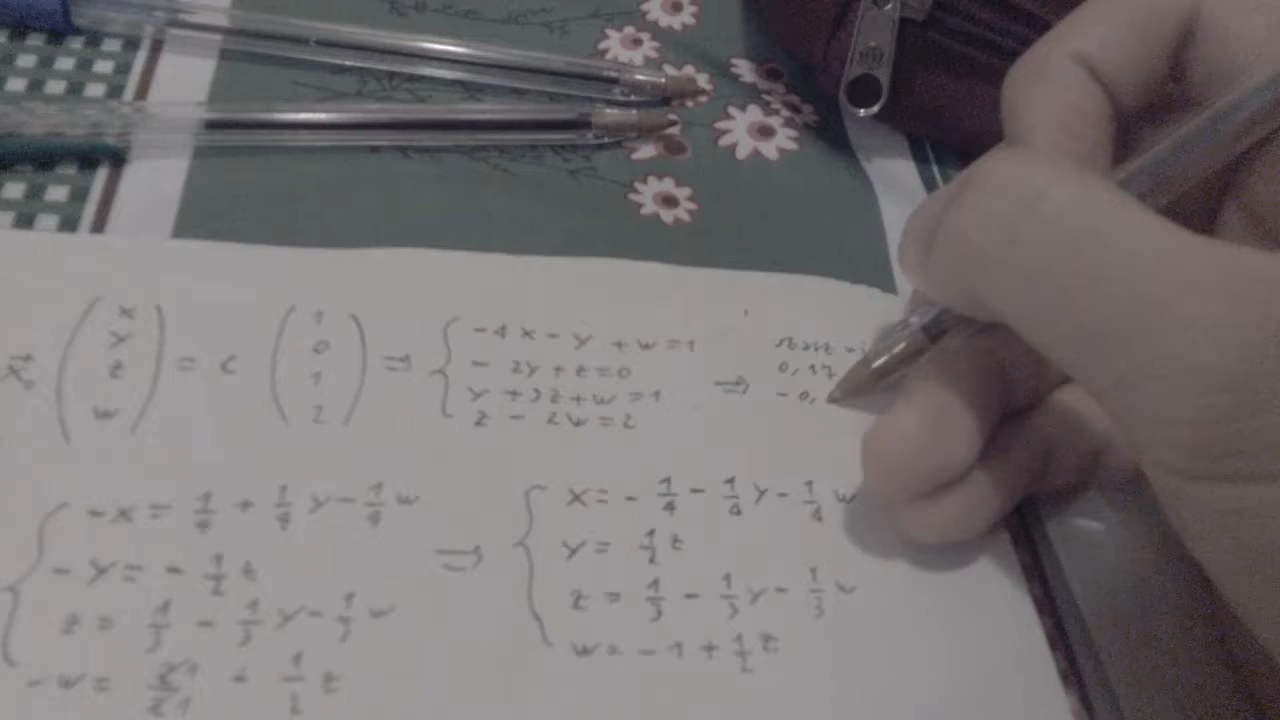 x
y
z
w
= c
1
0
1
2
⇒
-4x - y + w = 1
- 2y + z = 0
y + 3z + w = 1
z - 2w = 2
⇒
0,17
- 0,
-x = 1/4 + 1/4 y - 1/4 w
- y = - 1/2 z
z = 1/3 - 1/3 y - 1/3 w
-w =
1/2 z
⇒
x = - 1/4 - 1/4 y - 1/4 w
y = 1/2 z
z = 1/3 - 1/3 y - 1/3 w
w = -1 + 1/2 z